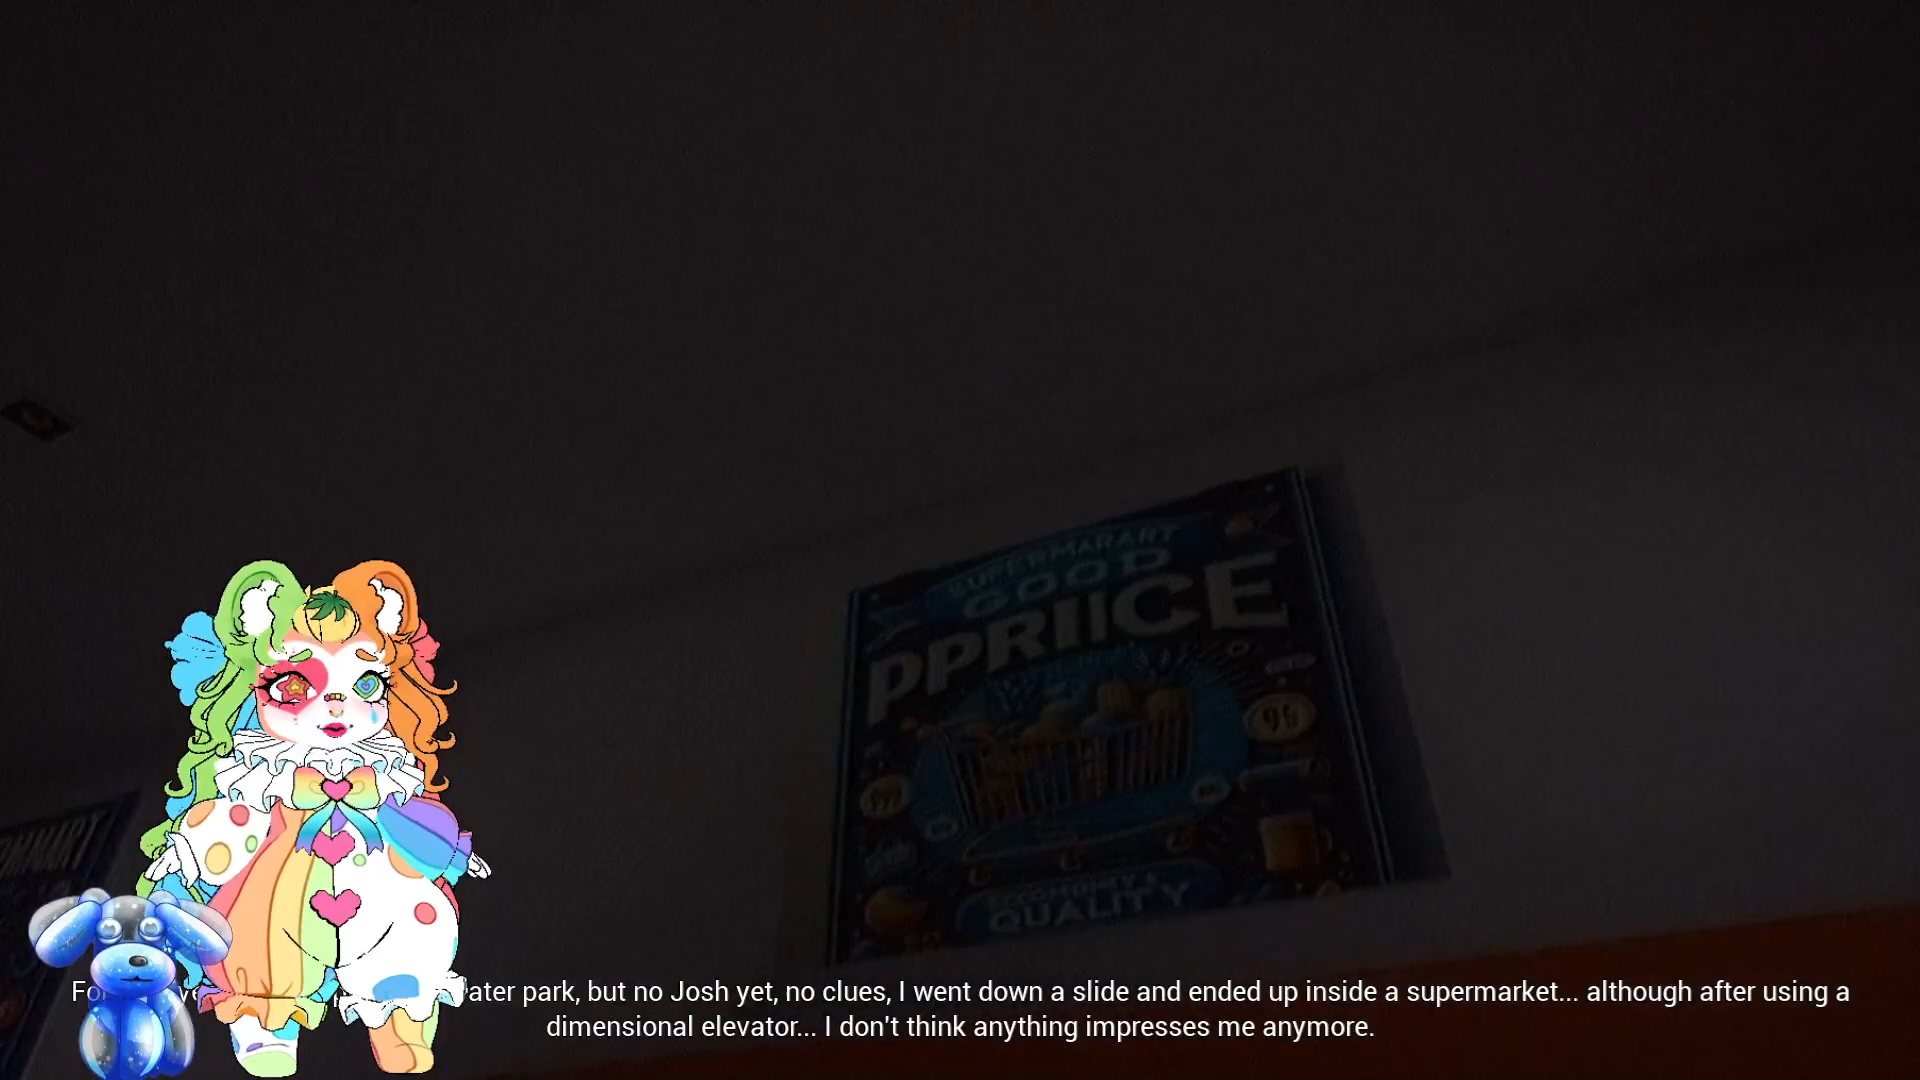 SUPERMARART
GOOD
PPRIICE
96
ECONOMY &
QUALITY
ater park, but no Josh yet, no clues, I went down a slide and ended up inside a supermarket... although after using a
dimensional elevator... I don't think anything impresses me anymore.